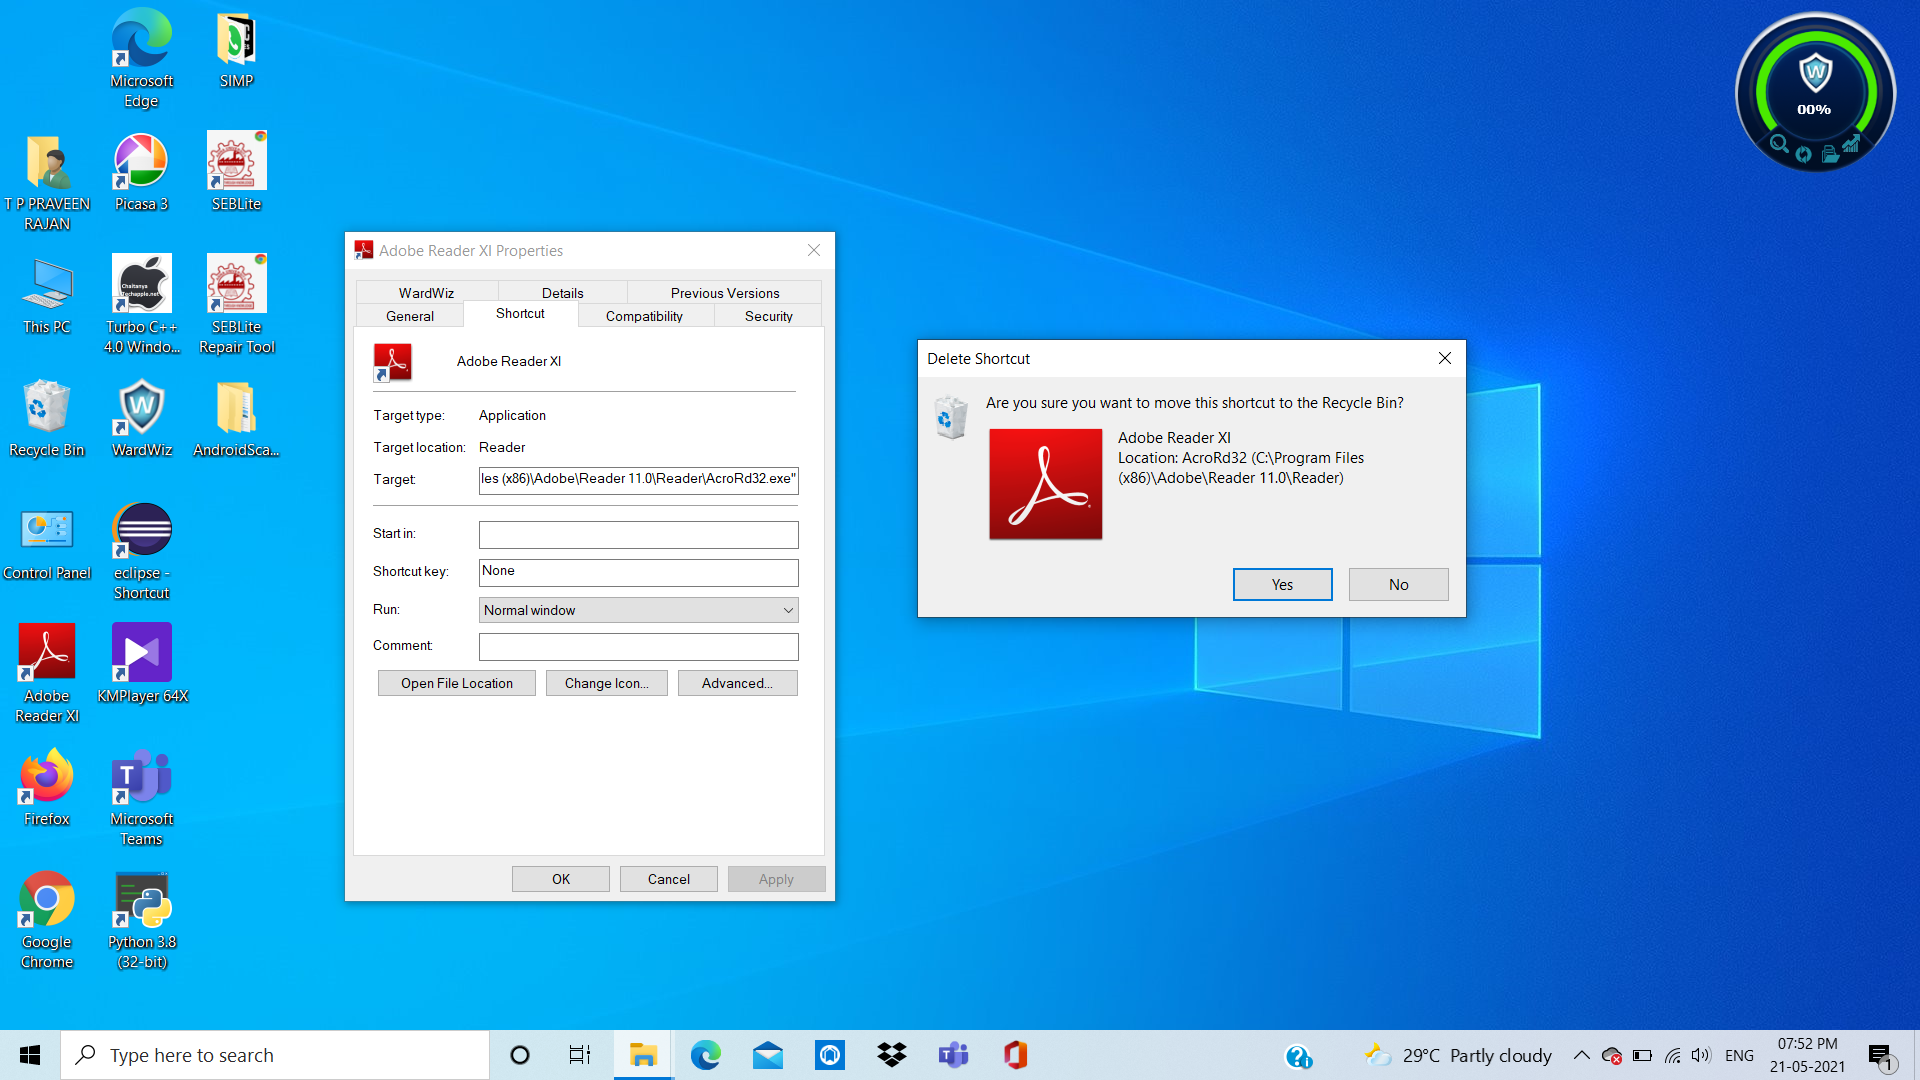 Microsoft
Edge
SIMP
T P PRAVEEN
RAJAN
Picasa 3
SEBLite
This PC
Chaitanya
Techapple.net
Turbo C++
4.0 Windo...
SEBLite
Repair Tool
Recycle Bin
WardWiz
AndroidSca...
Control Panel
eclipse -
Shortcut
Adobe
Reader XI
KMPlayer 64X
Firefox
Microsoft
Teams
Google
Chrome
Python 3.8
(32-bit)
W
00%
Adobe Reader XI Properties
WardWiz
Details
Previous Versions
General
Shortcut
Compatibility
Security
Adobe Reader XI
Target type: Application
Target location: Reader
Target: les (x86)\Adobe\Reader 11.0\Reader\AcroRd32.exe"
Start in:
Shortcut key: None
Run: Normal window
Comment:
Open File Location
Change Icon...
Advanced...
OK
Cancel
Apply
Delete Shortcut
Are you sure you want to move this shortcut to the Recycle Bin?
Adobe Reader XI
Location: AcroRd32 (C:\Program Files
(x86)\Adobe\Reader 11.0\Reader)
Yes
No
Type here to search
29°C Partly cloudy
ENG
07:52 PM
21-05-2021
1